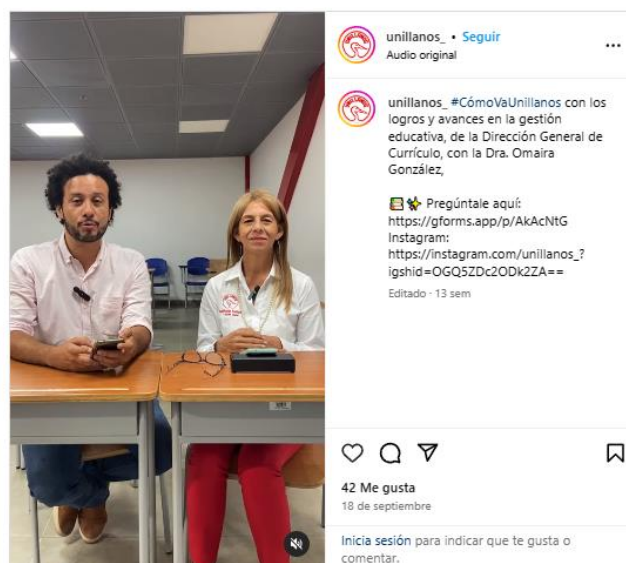 unillanos_ • Seguir
Audio original
unillanos_ #CómoVaUnillanos con los
logros y avances en la gestión
educativa, de la Dirección General de
Currículo, con la Dra. Omaira
González,
Pregúntale aquí:
https://gforms.app/p/AkAcNtG
Instagram:
https://instagram.com/unillanos_?
igshid=OGQ5ZDc2ODk2ZA==
Editado · 13 sem
42 Me gusta
18 de septiembre
Inicia sesión para indicar que te gusta o
comentar.